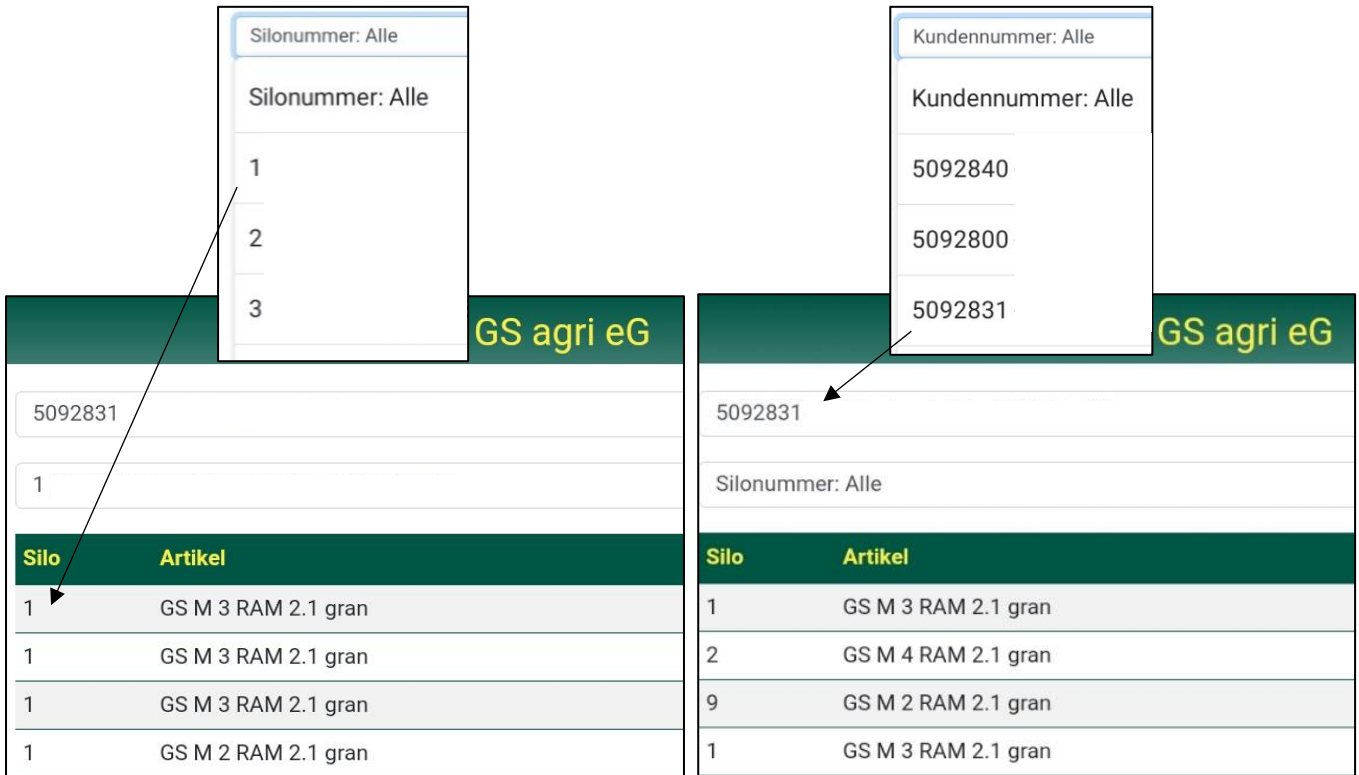 Silonummer: Alle
Silonummer: Alle
1
2
3
GS agri eG
5092831
1
Silo Artikel
1 GS M 3 RAM 2.1 gran
1 GS M 3 RAM 2.1 gran
1 GS M 3 RAM 2.1 gran
1 GS M 2 RAM 2.1 gran
Kundennummer: Alle
Kundennummer: Alle
5092840
5092800
5092831
GS agri eG
5092831
Silonummer: Alle
Silo Artikel
1 GS M 3 RAM 2.1 gran
2 GS M 4 RAM 2.1 gran
9 GS M 2 RAM 2.1 gran
1 GS M 3 RAM 2.1 gran